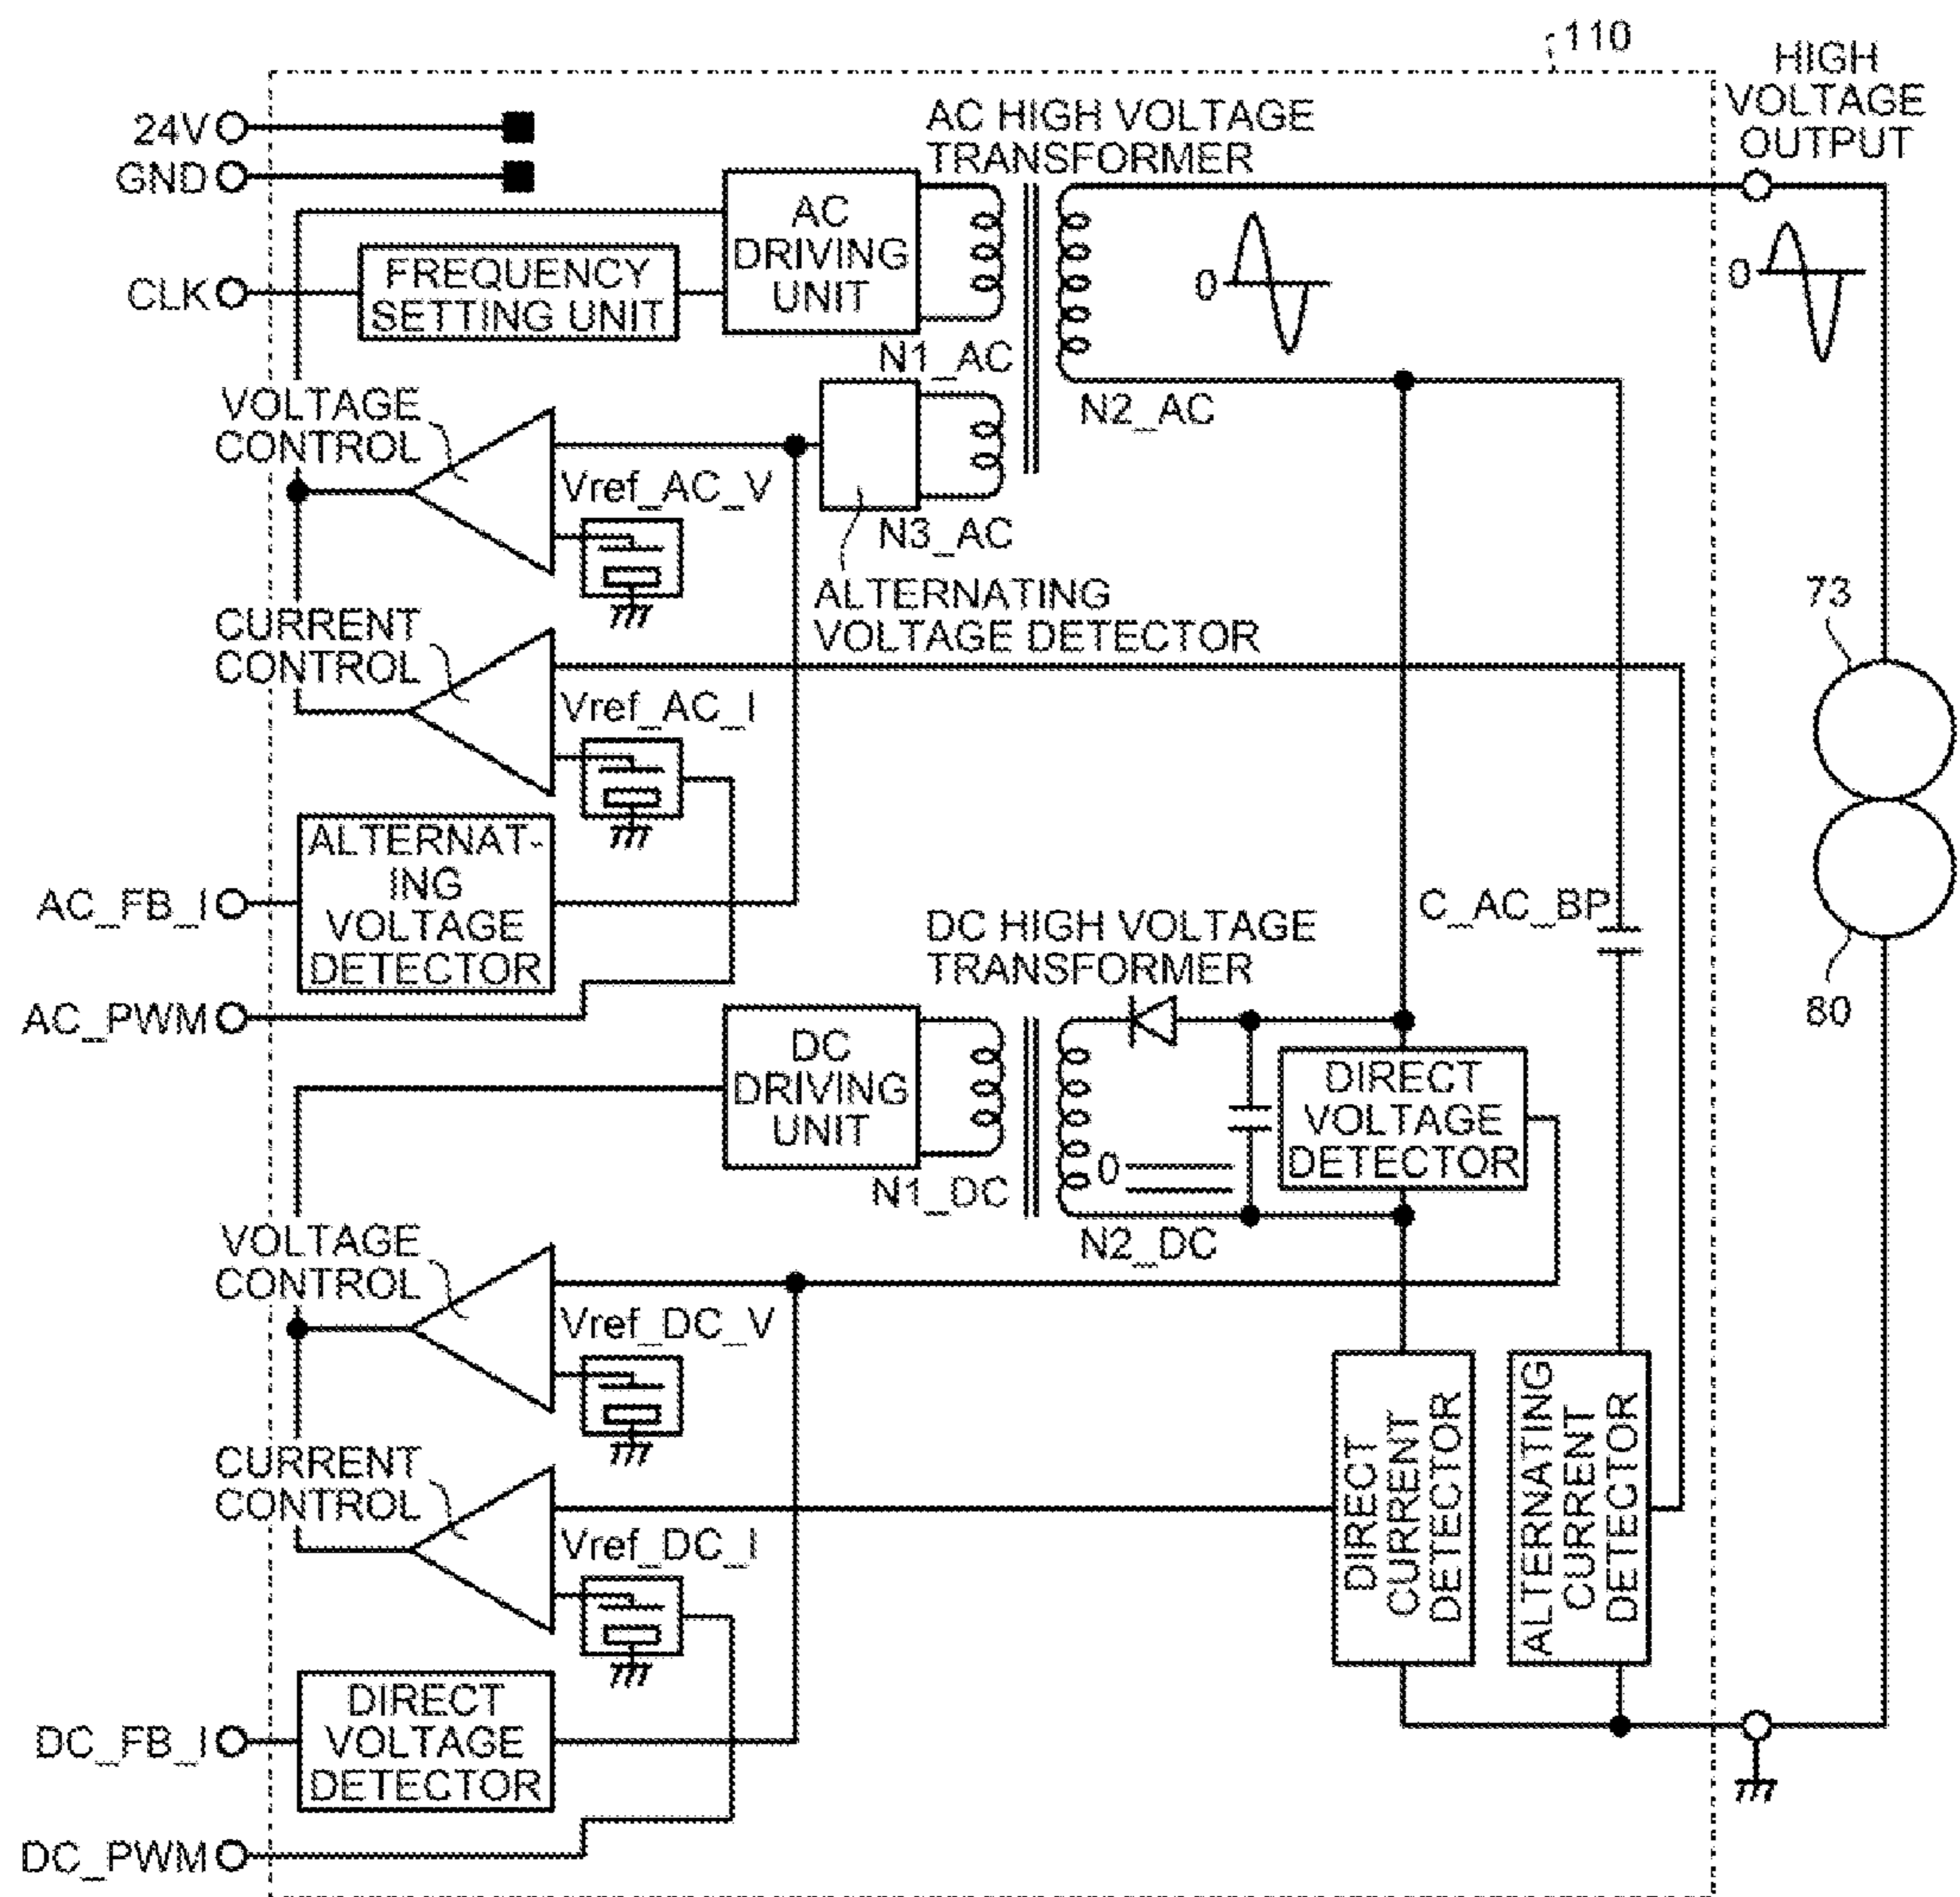 110
HIGH
VOLTAGE
OUTPUT
24V
GND
CLK
AC HIGH VOLTAGE
TRANSFORMER
AC
DRIVING
UNIT
FREQUENCY
SETTING UNIT
0
0
N1_AC
N2_AC
N3_AC
VOLTAGE
CONTROL
Vref_AC_V
ALTERNATING
VOLTAGE DETECTOR
CURRENT
CONTROL
Vref_AC_I
73
80
ALTERNAT-
ING
VOLTAGE
DETECTOR
AC_FB_I
AC_PWM
C_AC_BP
DC HIGH VOLTAGE
TRANSFORMER
DC
DRIVING
UNIT
DIRECT
VOLTAGE
DETECTOR
0
N1_DC
N2_DC
VOLTAGE
CONTROL
Vref_DC_V
CURRENT
CONTROL
Vref_DC_I
DIRECT
CURRENT
DETECTOR
ALTERNATING
CURRENT
DETECTOR
DIRECT
VOLTAGE
DETECTOR
DC_FB_I
DC_PWM